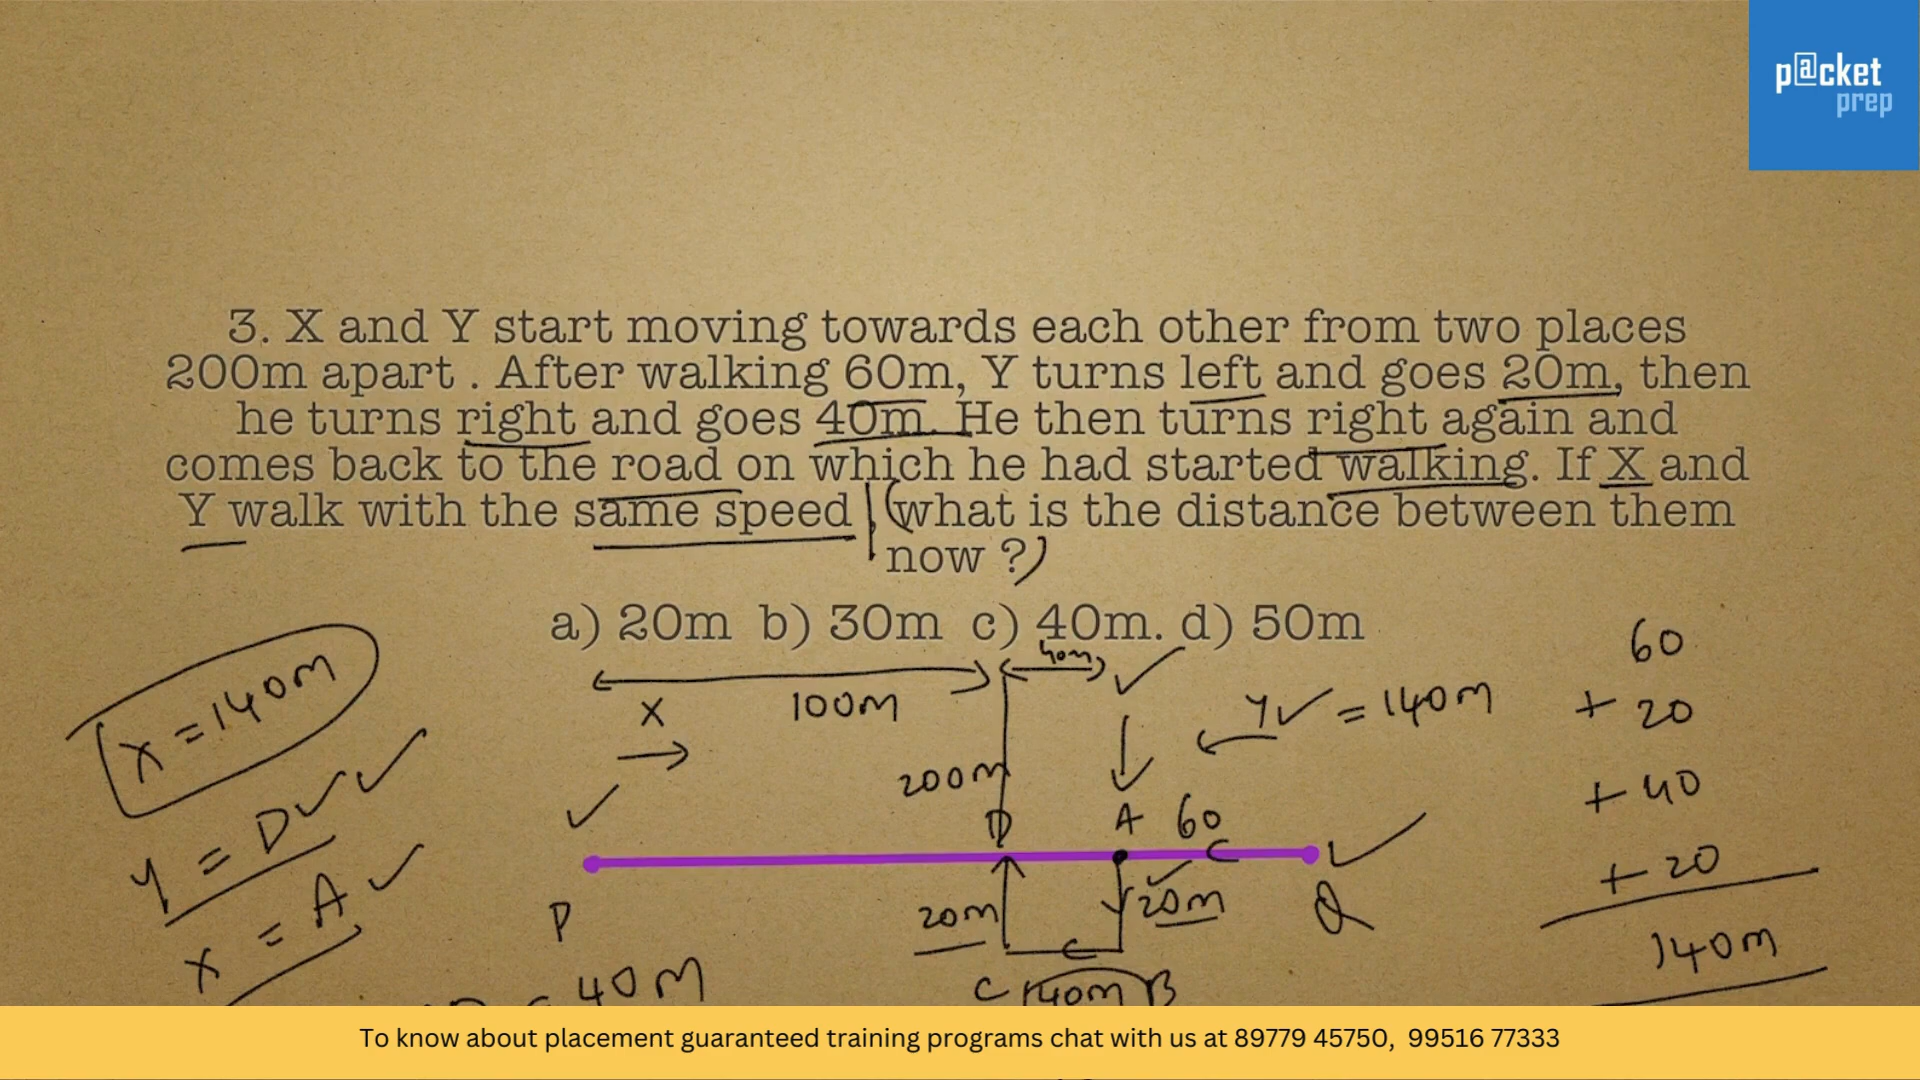 p@cket
prep
3. X and Y start moving towards each other from two places
200m apart . After walking 60m, Y turns left and goes 20m, then
he turns right and goes 40m. He then turns right again and
comes back to the road on which he had started walking. If X and
Y walk with the same speed, what is the distance between them
now ?
a) 20m b) 30m c) 40m. d) 50m
40m
X 100m
Y = 140m
60
+ 20
+ 40
+ 20
140m
x = 140m
y = D
x = A
200m
D A 60
P Q
20m 20m
C 40m B
40m
To know about placement guaranteed training programs chat with us at 89779 45750, 99516 77333